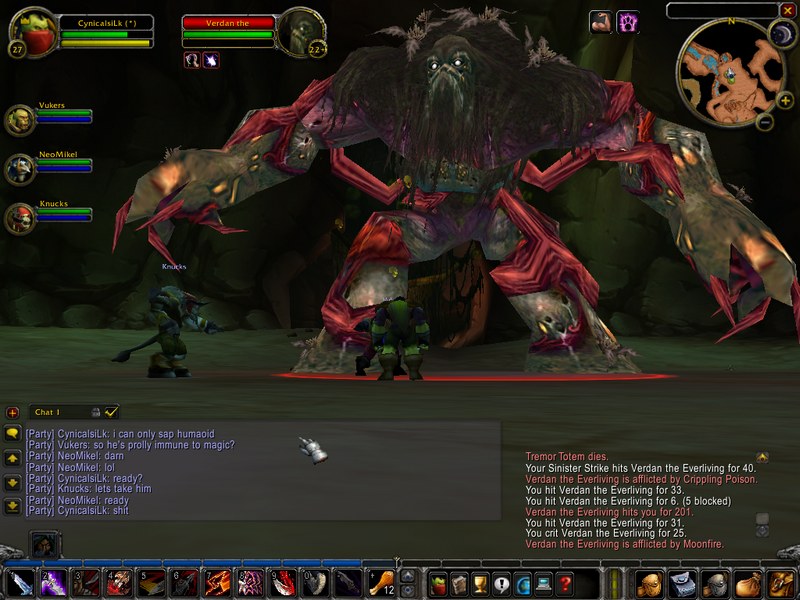 CynicalsiLk (*)
27
Verdan the
22+
N
Vukers
NeoMikel
Knucks
Knucks
Chat 1
[Party] CynicalsiLk: i can only sap humaoid
[Party] Vukers: so he's prolly immune to magic?
[Party] NeoMikel: darn
[Party] NeoMikel: lol
[Party] CynicalsiLk: ready?
[Party] Knucks: lets take him
[Party] NeoMikel: ready
[Party] CynicalsiLk: shit
Tremor Totem dies.
Your Sinister Strike hits Verdan the Everliving for 40.
Verdan the Everliving is afflicted by Crippling Poison.
You hit Verdan the Everliving for 33.
You hit Verdan the Everliving for 6. (5 blocked)
Verdan the Everliving hits you for 201.
You hit Verdan the Everliving for 31.
You crit Verdan the Everliving for 25.
Verdan the Everliving is afflicted by Moonfire.
12